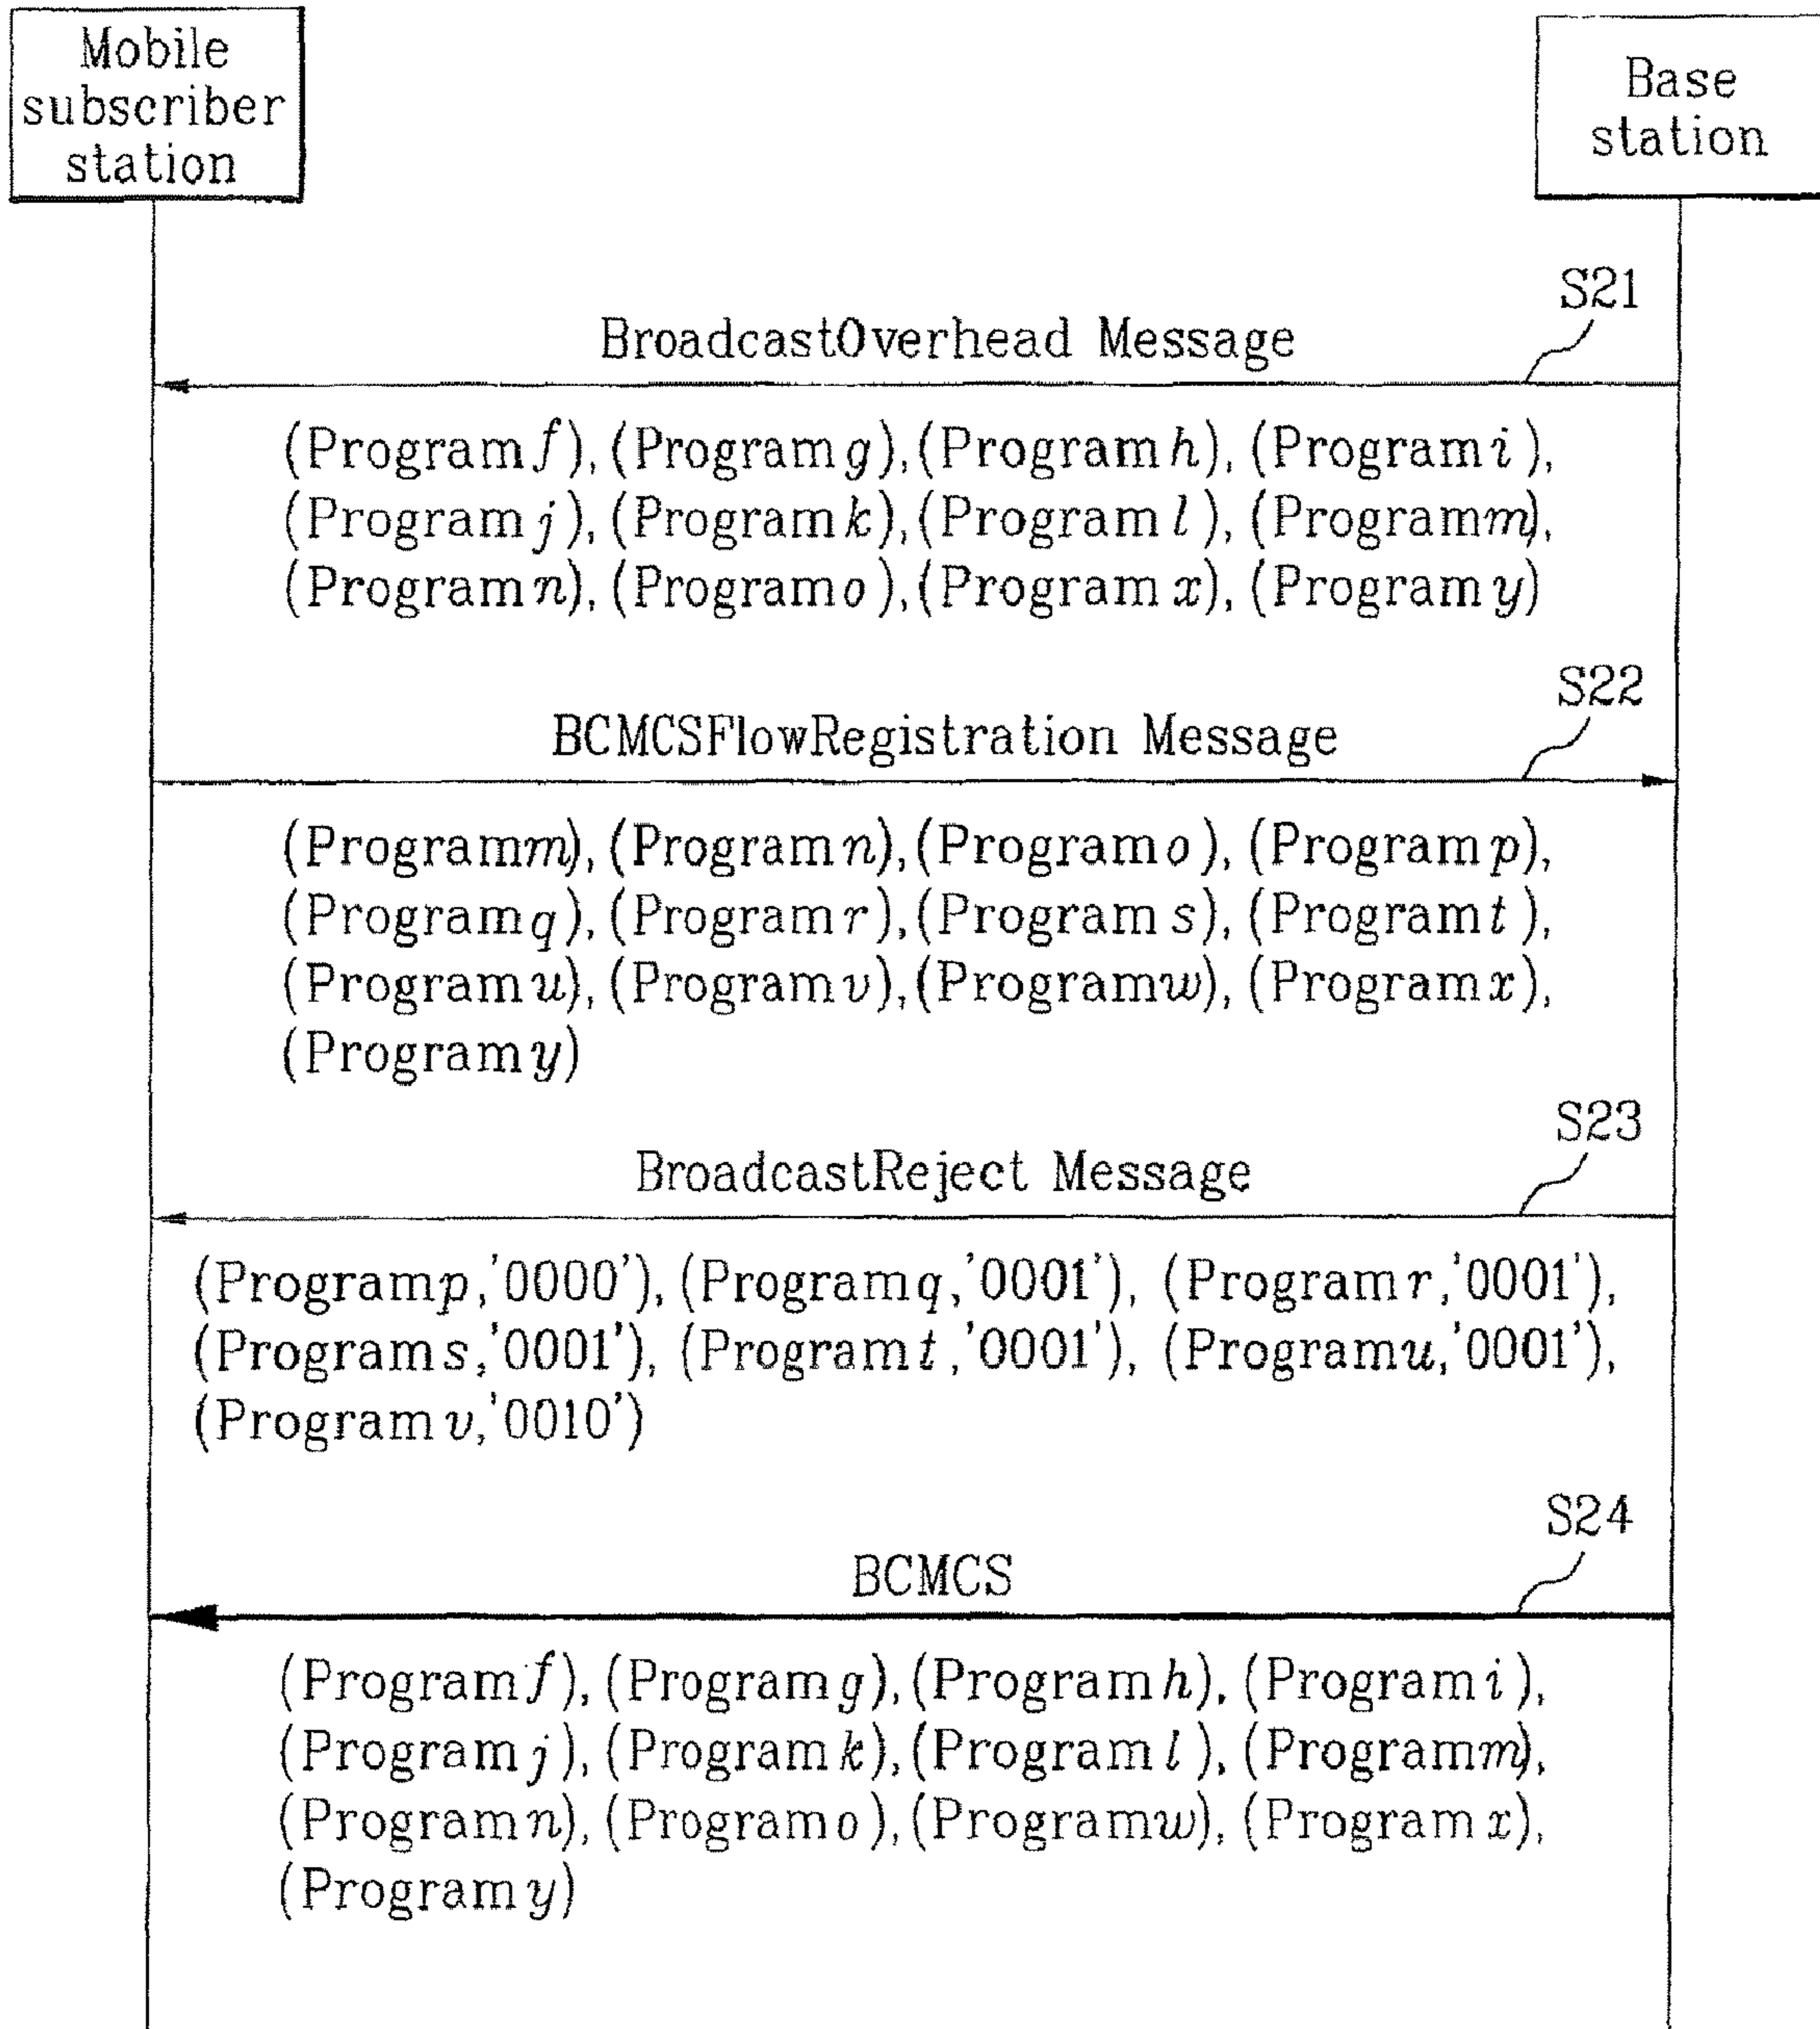 Mobile
subscriber
station
Base
station
S21
BroadcastOverhead Message
(Program f), (Program g), (Program h), (Program i),
(Program j), (Program k), (Program l), (Program m),
(Program n), (Program o), (Program x), (Program y)
S22
BCMCSFlowRegistration Message
(Program m), (Program n), (Program o), (Program p),
(Program q), (Program r), (Program s), (Program t),
(Program u), (Program v), (Program w), (Program x),
(Program y)
S23
BroadcastReject Message
(Program p,'0000'), (Program q,'0001'), (Program r,'0001'),
(Program s,'0001'), (Program t,'0001'), (Program u,'0001'),
(Program v,'0010')
S24
BCMCS
(Program f), (Program g), (Program h), (Program i),
(Program j), (Program k), (Program l), (Program m),
(Program n), (Program o), (Program w), (Program x),
(Program y)